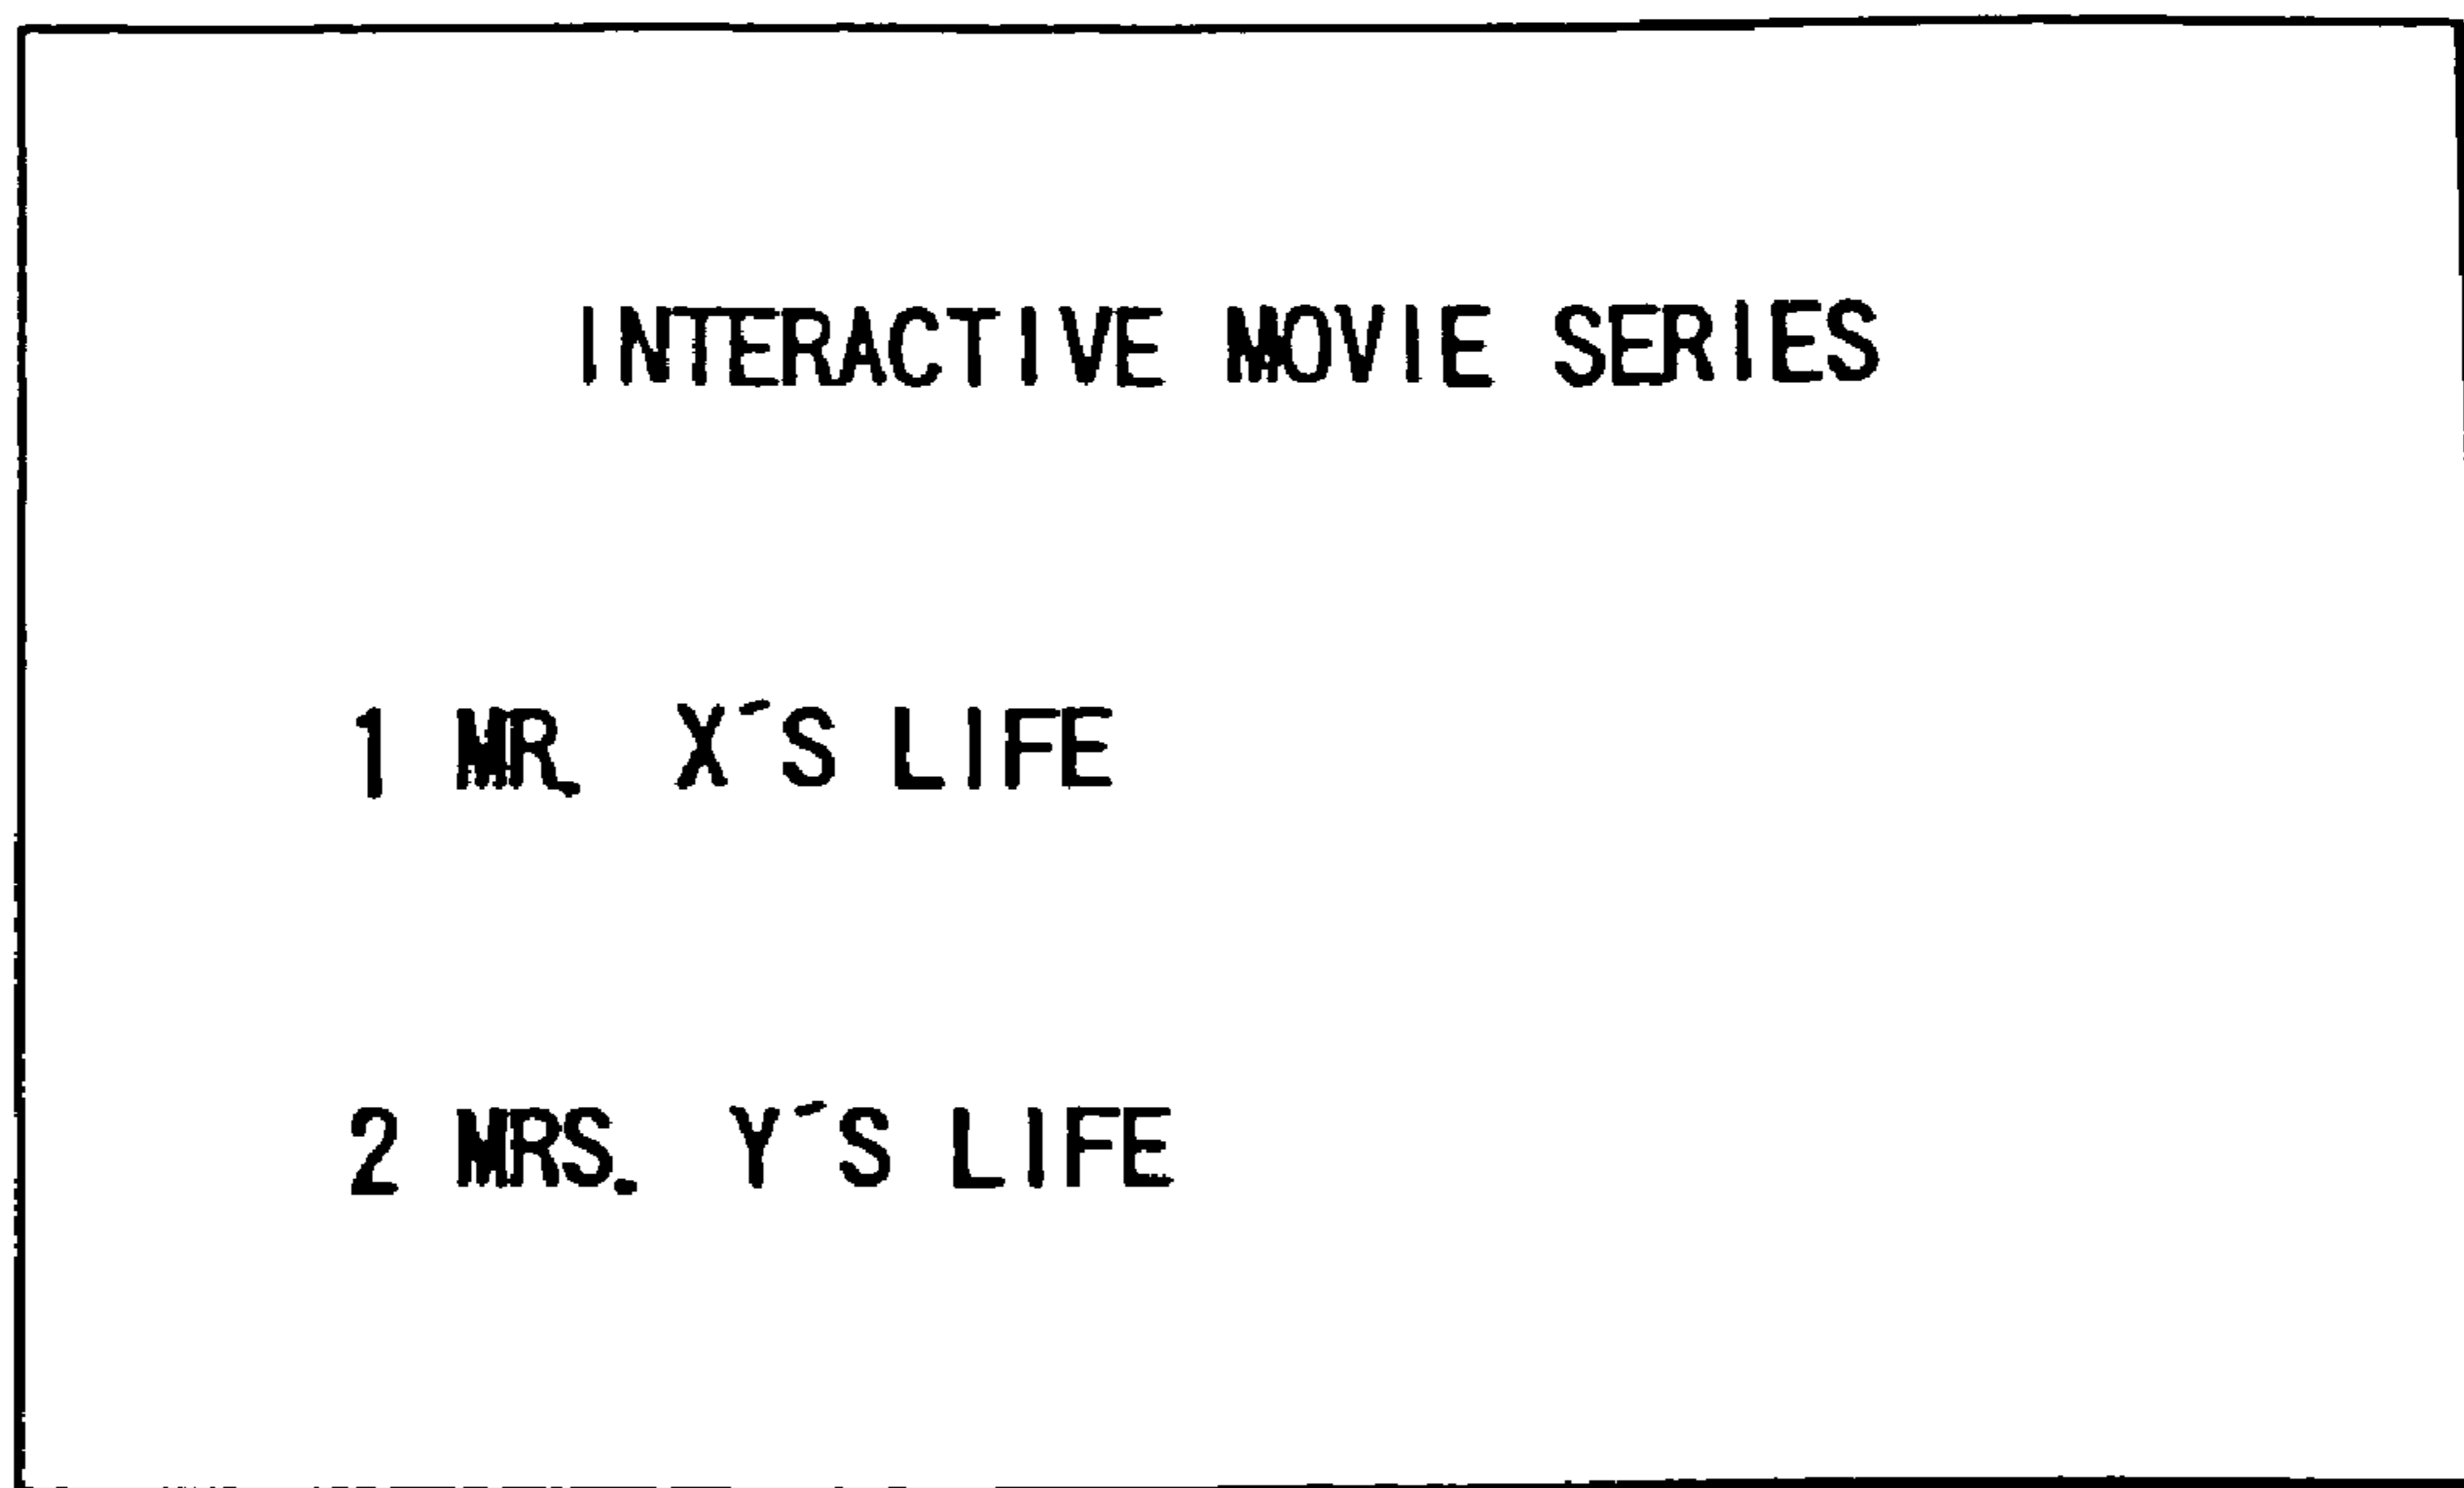 INTERACTIVE MOVIE SERIES
1 MR. X´S LIFE
2 MRS. Y´S LIFE